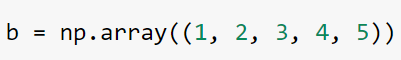 b = np.array((1, 2, 3, 4, 5))